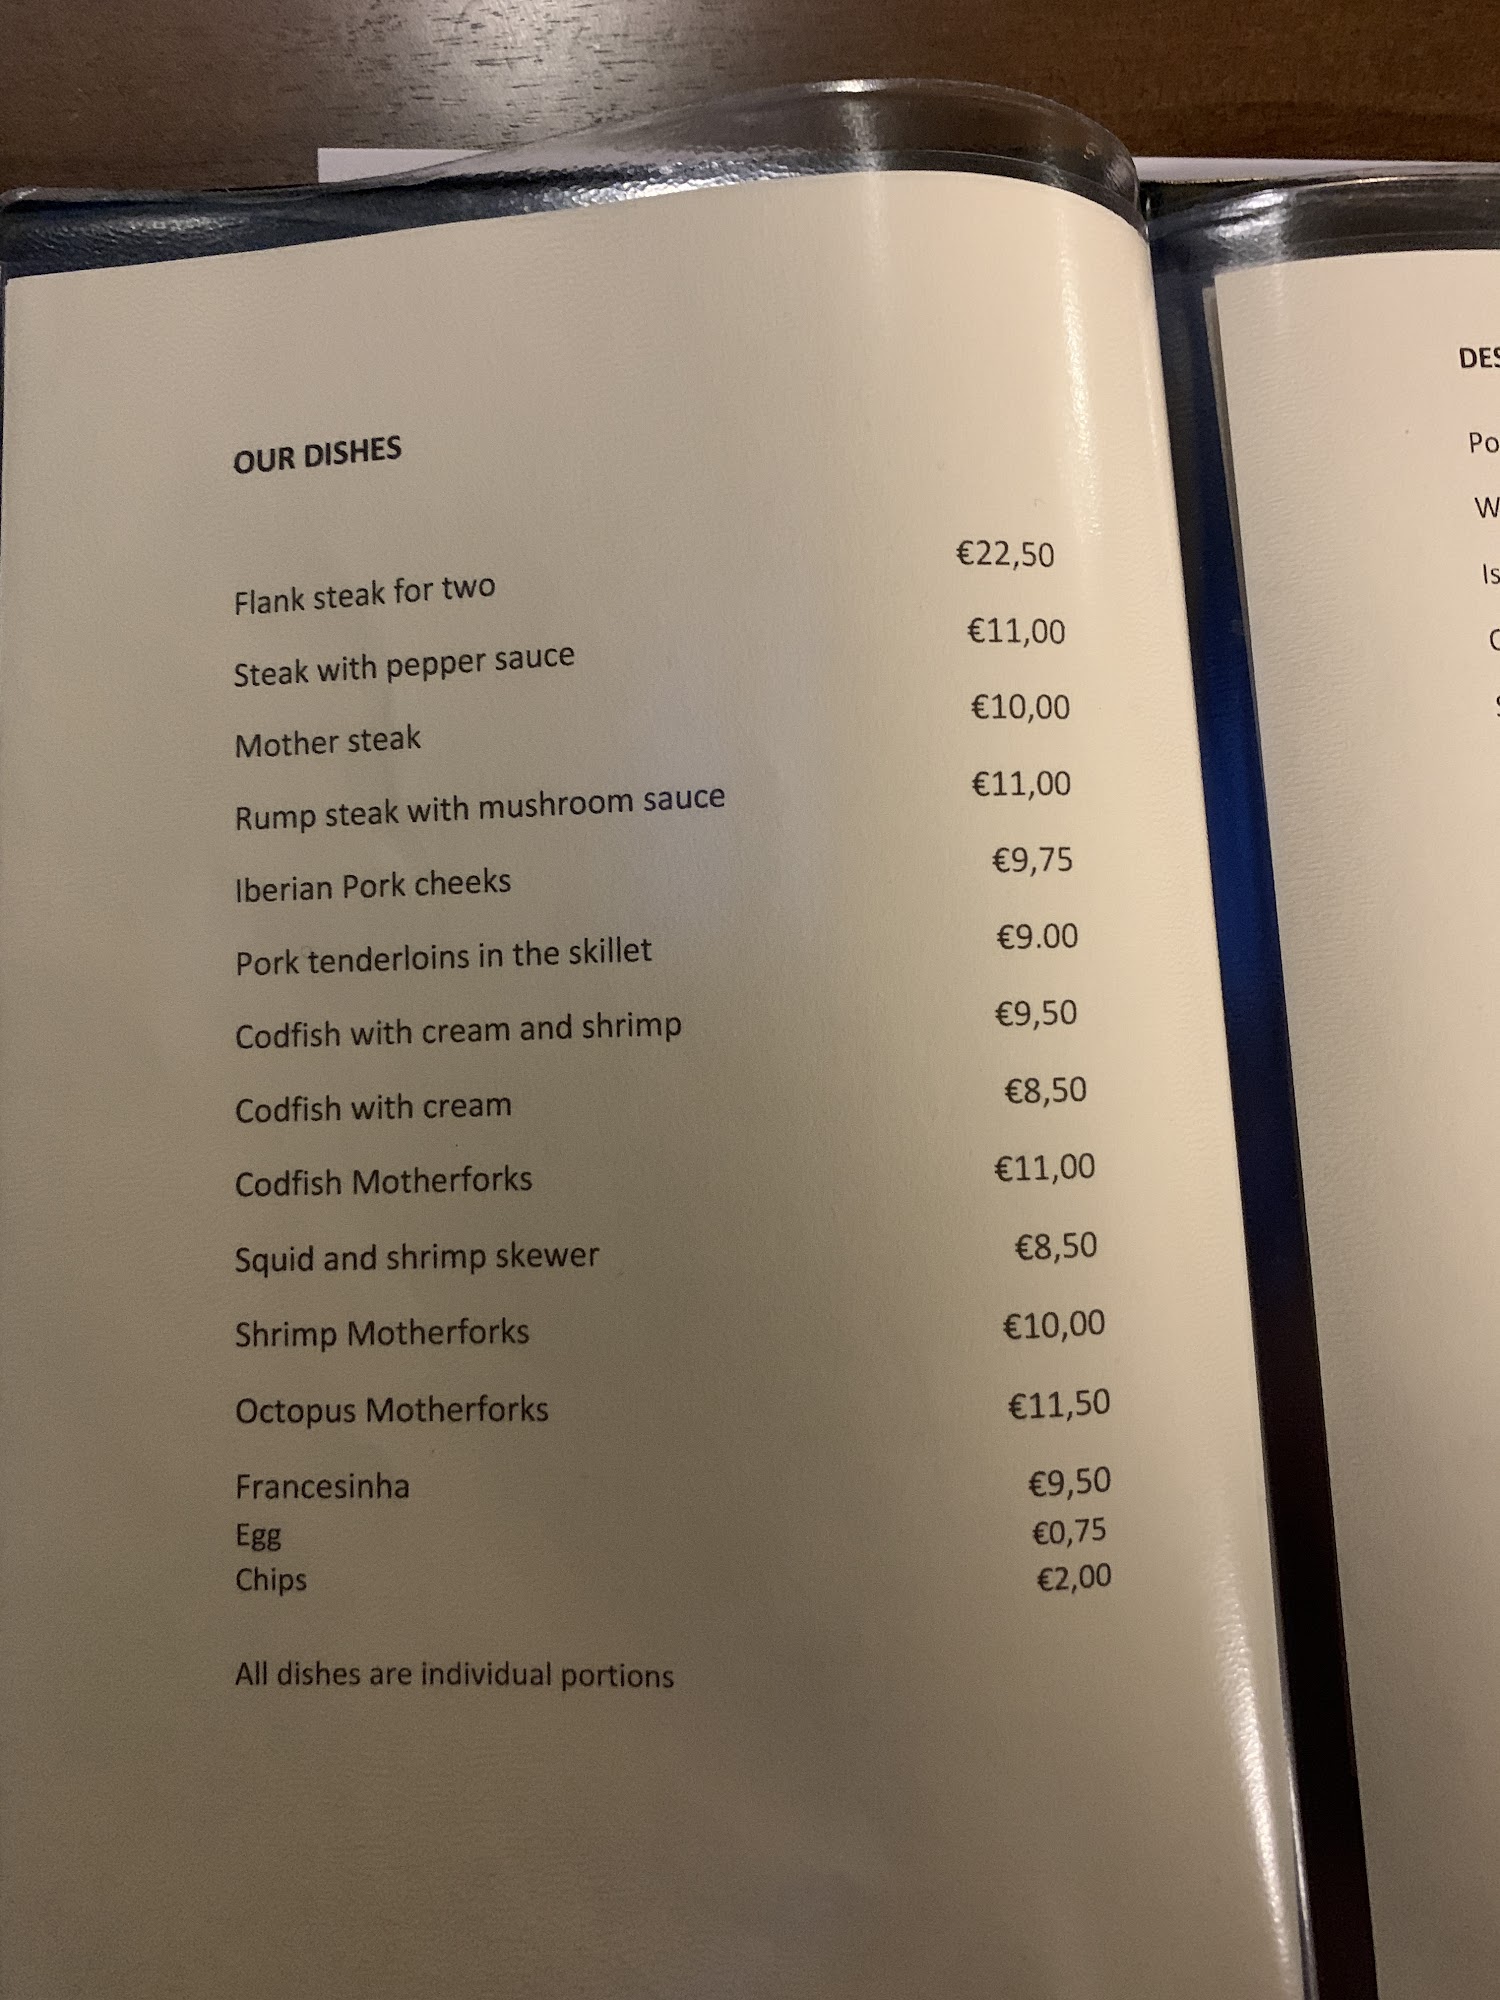 OUR DISHES
Flank steak for two €22,50
Steak with pepper sauce €11,00
Mother steak €10,00
Rump steak with mushroom sauce €11,00
Iberian Pork cheeks €9,75
Pork tenderloins in the skillet €9.00
Codfish with cream and shrimp €9,50
Codfish with cream €8,50
Codfish Motherforks €11,00
Squid and shrimp skewer €8,50
Shrimp Motherforks €10,00
Octopus Motherforks €11,50
Francesinha €9,50
Egg €0,75
Chips €2,00
All dishes are individual portions